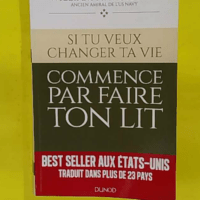 ANCIEN AMIRAL DE L'US NAVY
SI TU VEUX
CHANGER TA VIE
COMMENCE
PAR FAIRE
TON LIT
BEST SELLER AUX ÉTATS-UNIS
TRADUIT DANS PLUS DE 23 PAYS
DUNOD